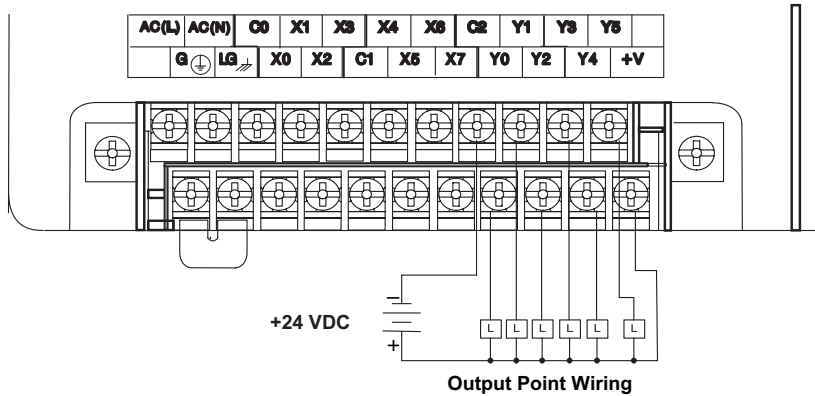 AC(L) AC(N) C0 X1 X3 X4 X6 C2 Y1 Y3 Y5
G LG X0 X2 C1 X5 X7 Y0 Y2 Y4 +V
−
+24 VDC
+
L L L L L L
Output Point Wiring